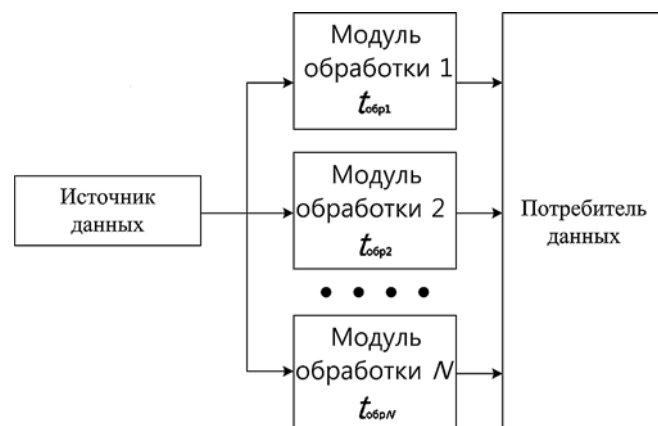 Источник
данных
Модуль
обработки 1
tобр1
Модуль
обработки 2
tобр2
Модуль
обработки N
tобрN
Потребитель
данных